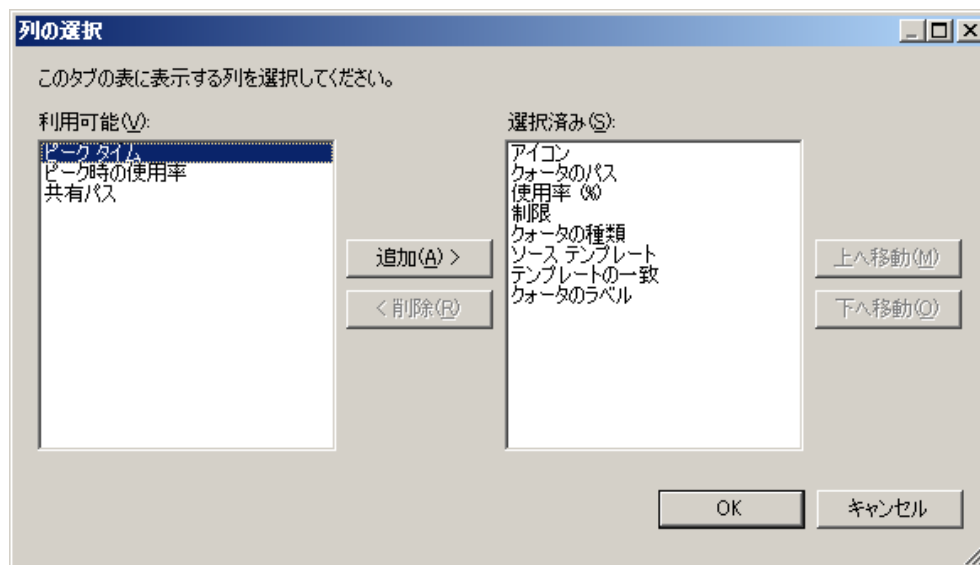 列の選択
このタブの表に表示する列を選択してください。
利用可能(V):
ピーク タイム
ピーク時の使用率
共有パス
追加(A) >
< 削除(R)
選択済み(S):
アイコン
クォータのパス
使用率 (%)
制限
クォータの種類
ソース テンプレート
テンプレートの一致
クォータのラベル
上へ移動(M)
下へ移動(O)
OK
キャンセル